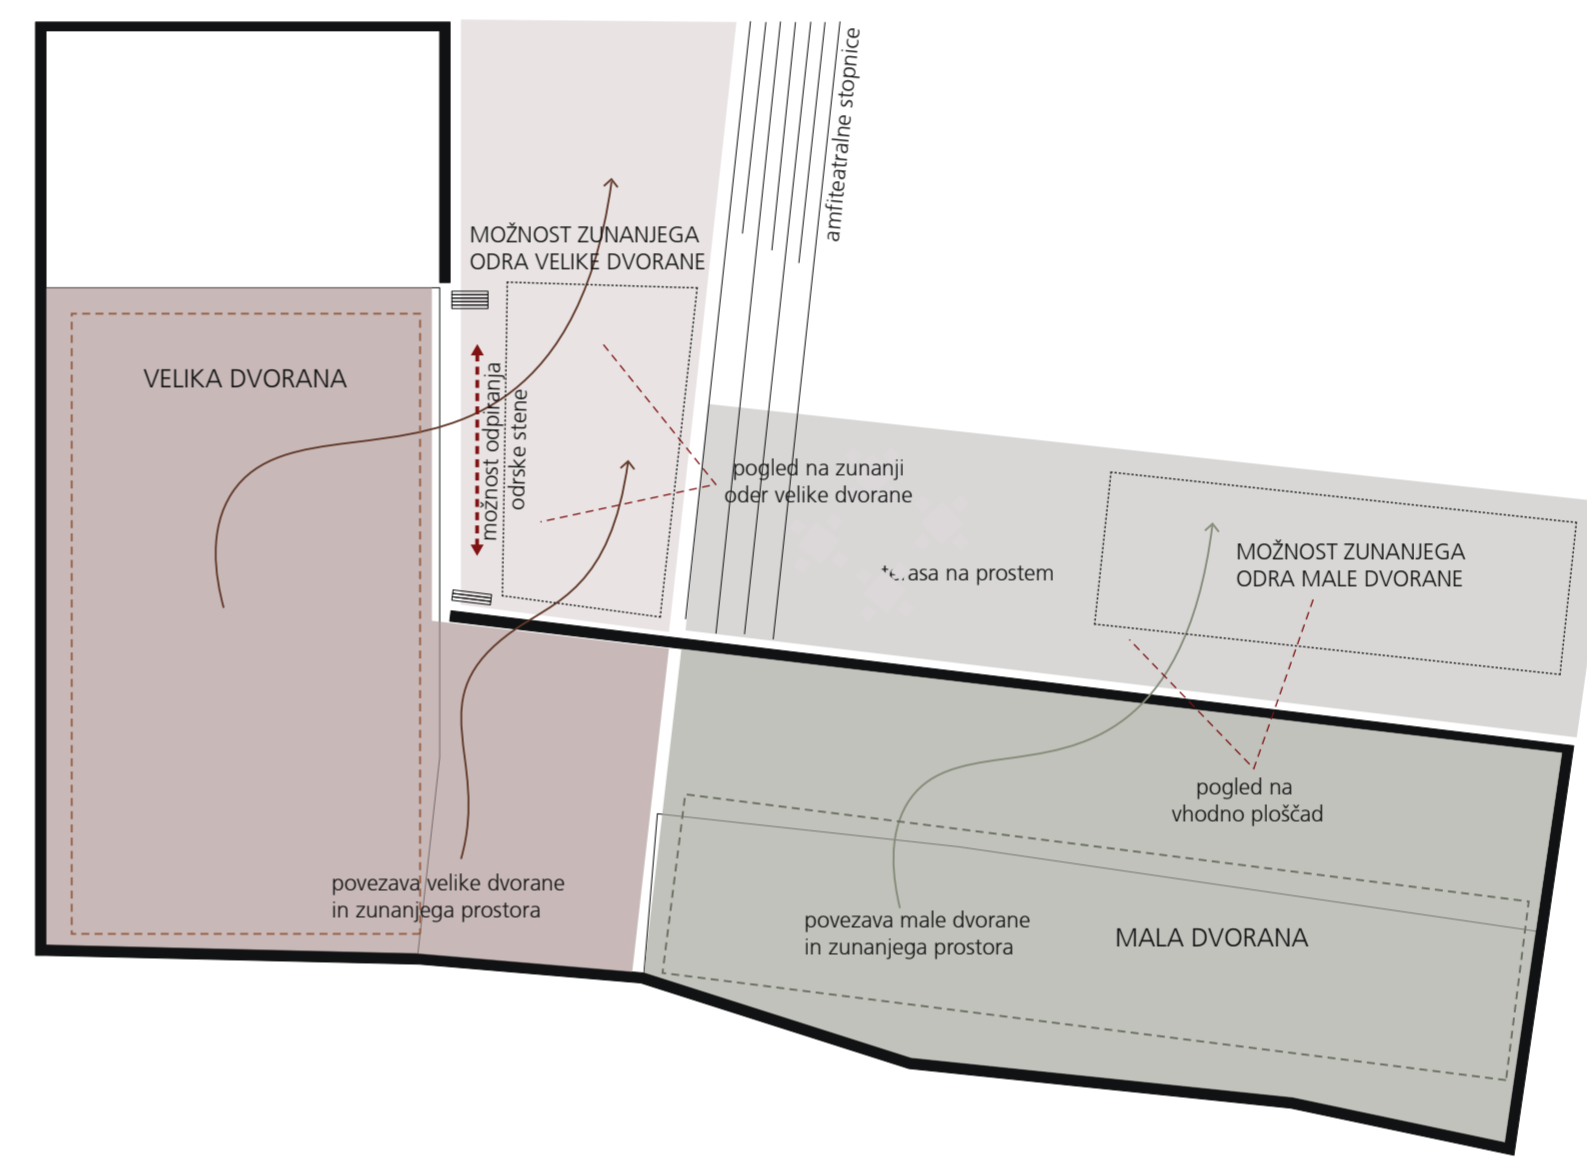 amfiteatralne stopnice
MOŽNOST ZUNANJEGA
ODRA VELIKE DVORANE
VELIKA DVORANA
možnost odpiranja
odrske stene
pogled na zunanji
oder velike dvorane
na prostem
MOŽNOST ZUNANJEGA
ODRA MALE DVORANE
pogled na
vhodno ploščad
povezava velike dvorane
in zunanjega prostora
povezava male dvorane
in zunanjega prostora
MALA DVORANA